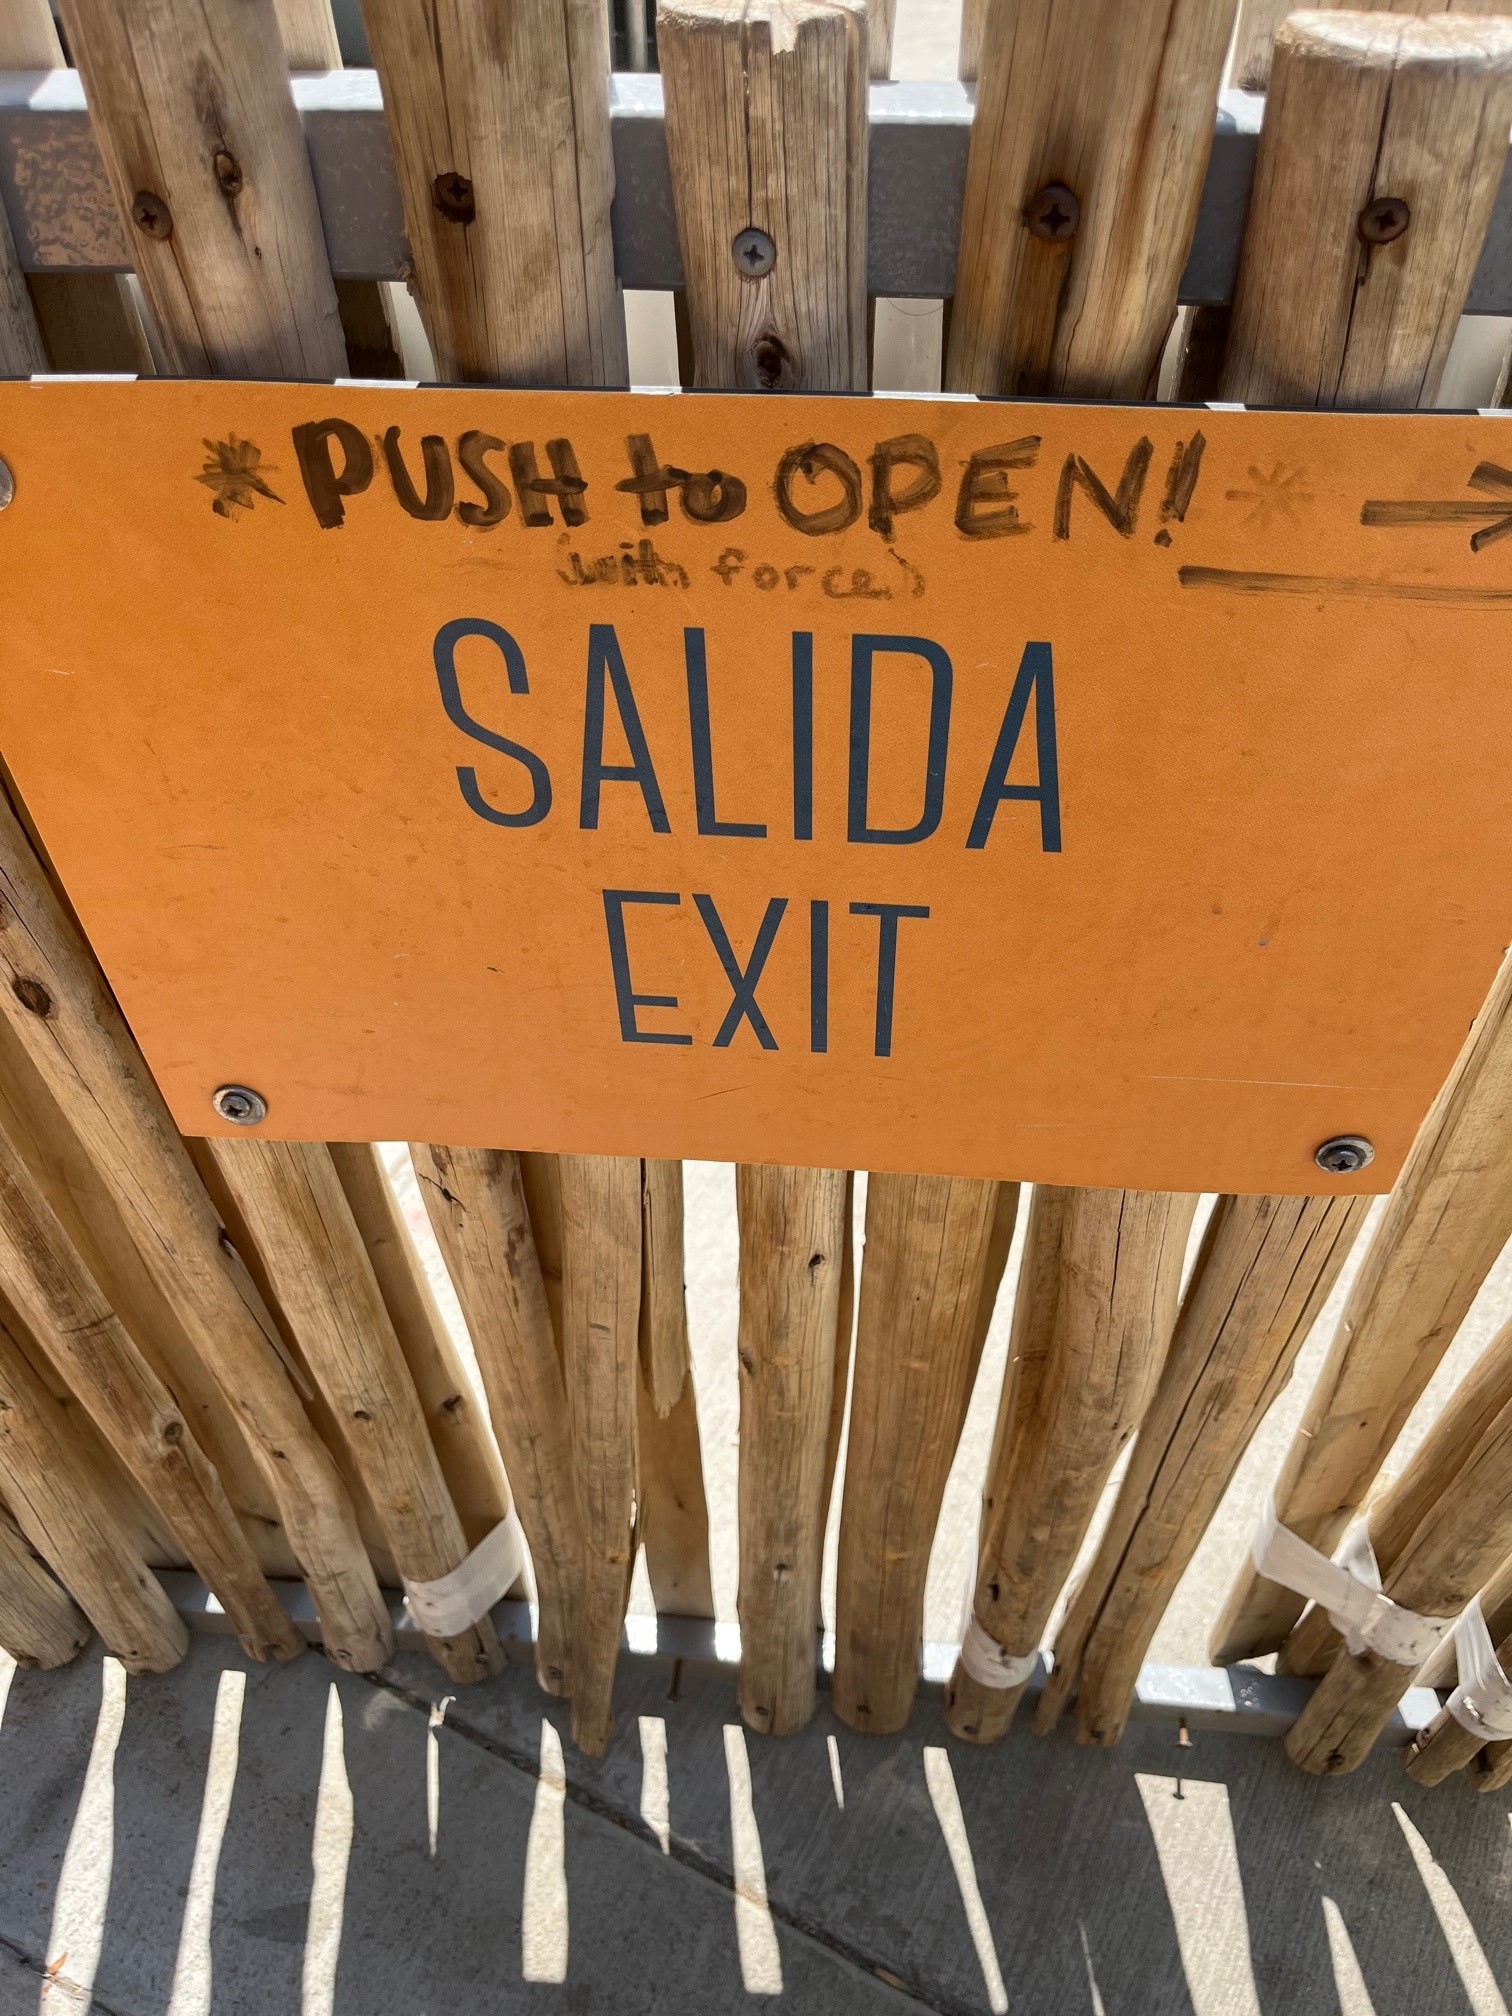 *PUSH to OPEN!* →
(with force)
SALIDA
EXIT